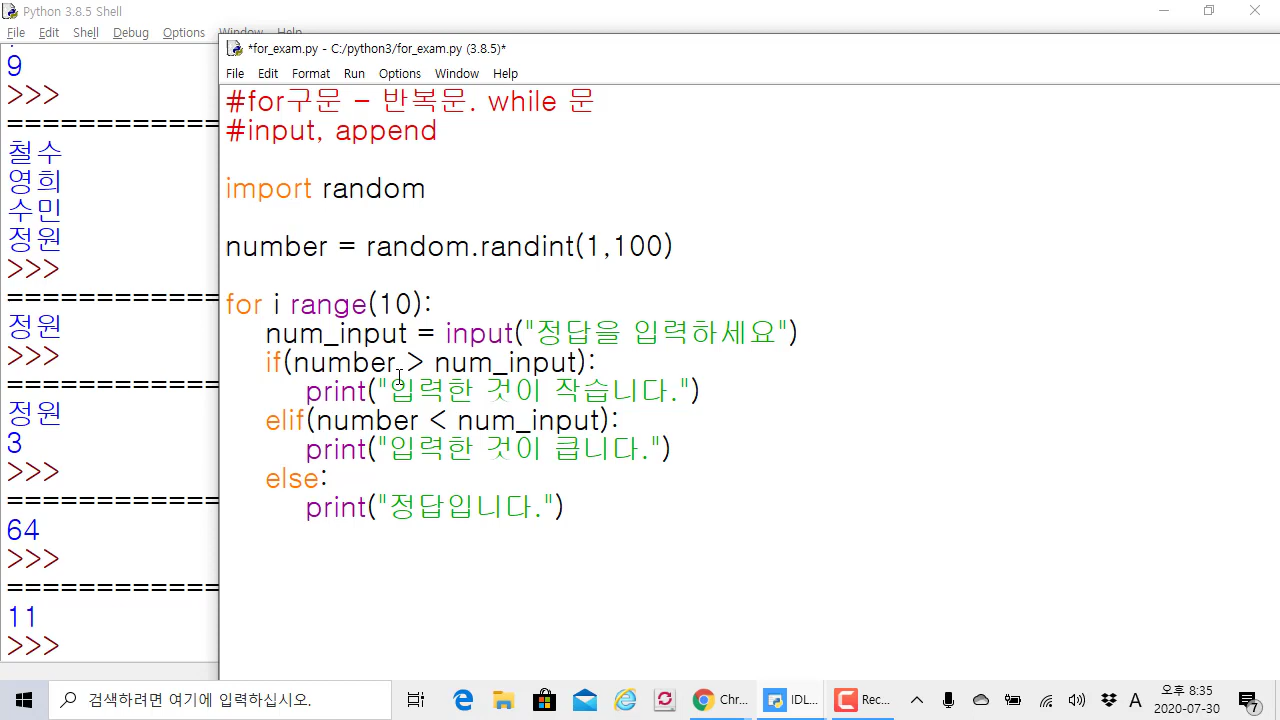 Python 3.8.5 Shell
File Edit Shell Debug Options Window Help
9
>>>
===============
철수
영희
수민
정원
>>>
===============
정원
>>>
===============
정원
3
>>>
===============
64
>>>
===============
11
>>>
*for_exam.py - C:/python3/for_exam.py (3.8.5)*
File Edit Format Run Options Window Help
#for구문 - 반복문. while 문
#input, append
import random
number = random.randint(1,100)
for i range(10):
num_input = input("정답을 입력하세요")
if(number > num_input):
print("입력한 것이 작습니다.")
elif(number < num_input):
print("입력한 것이 큽니다.")
else:
print("정답입니다.")
검색하려면 여기에 입력하십시오.
Chr...
IDL...
Rec...
A
오후 8:35
2020-07-30
7